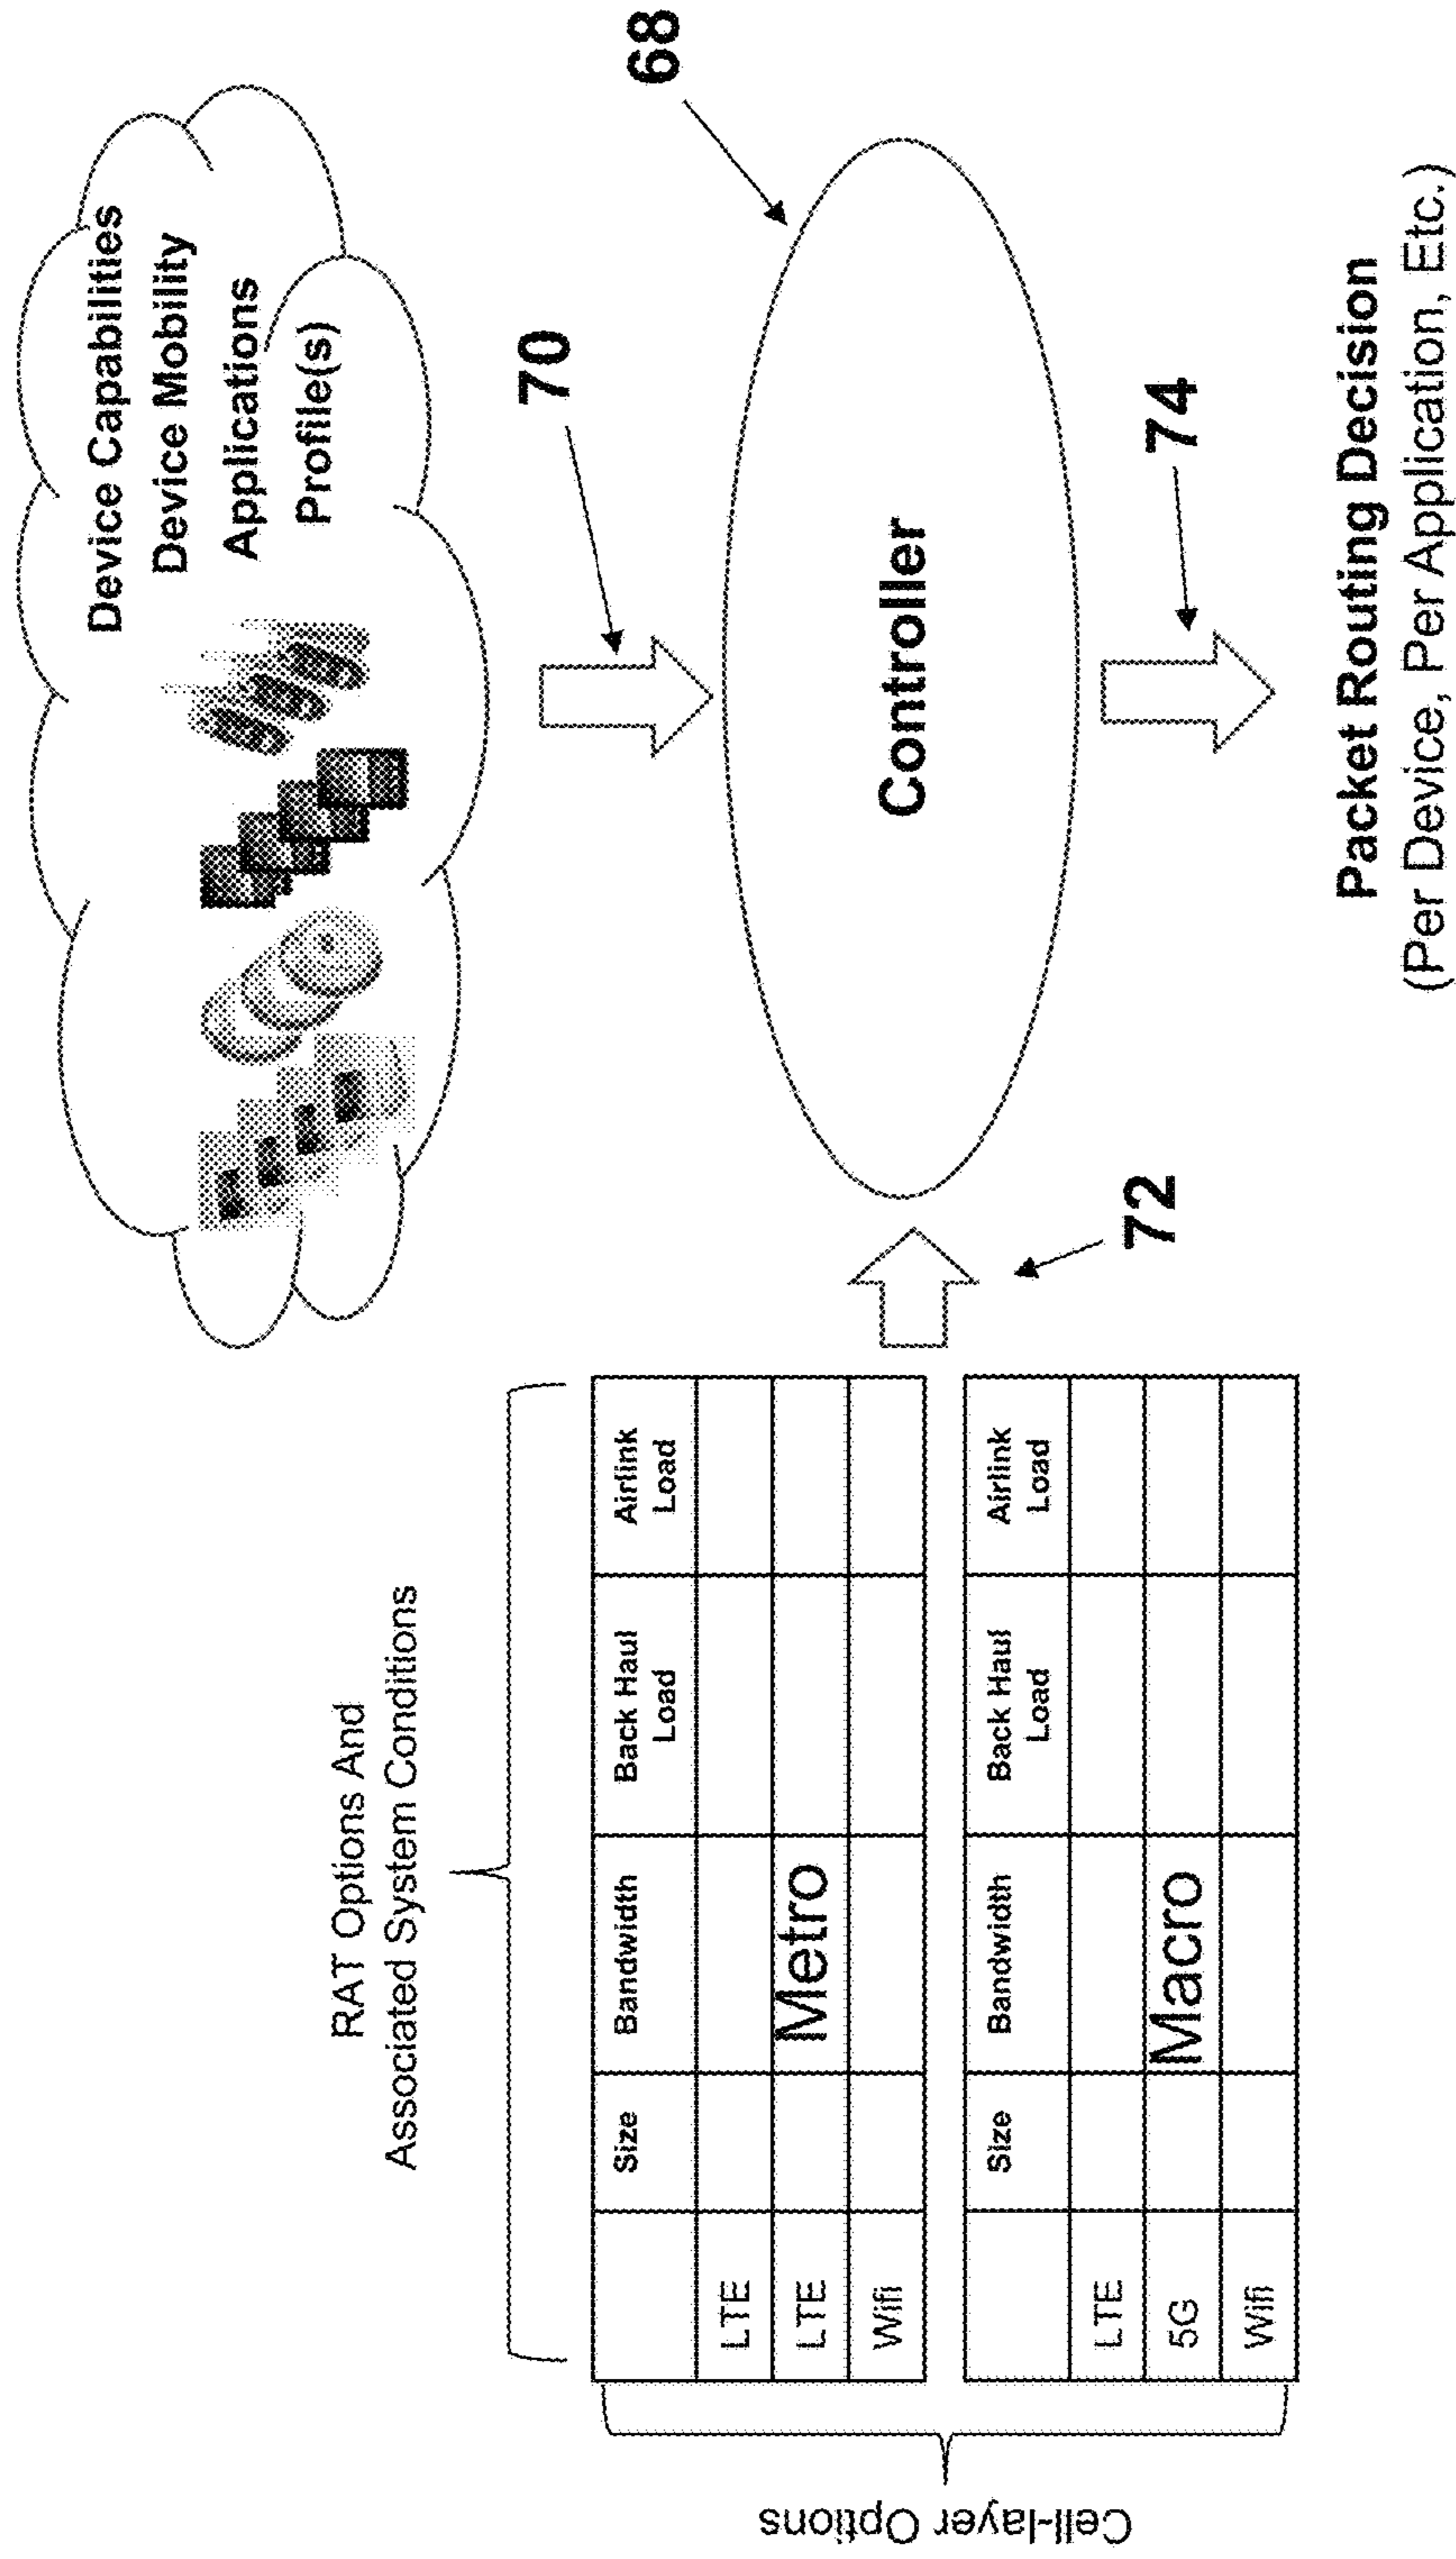 RAT Options And
Associated System Conditions
Cell-layer Options
Size
Bandwidth
Back Haul
Load
Airlink
Load
LTE
LTE
Metro
Wifi
Size
Bandwidth
Back Haul
Load
Airlink
Load
LTE
5G
Macro
Wifi
72
Device Capabilities
Device Mobility
Applications
Profile(s)
70
68
Controller
74
Packet Routing Decision
(Per Device, Per Application, Etc.)